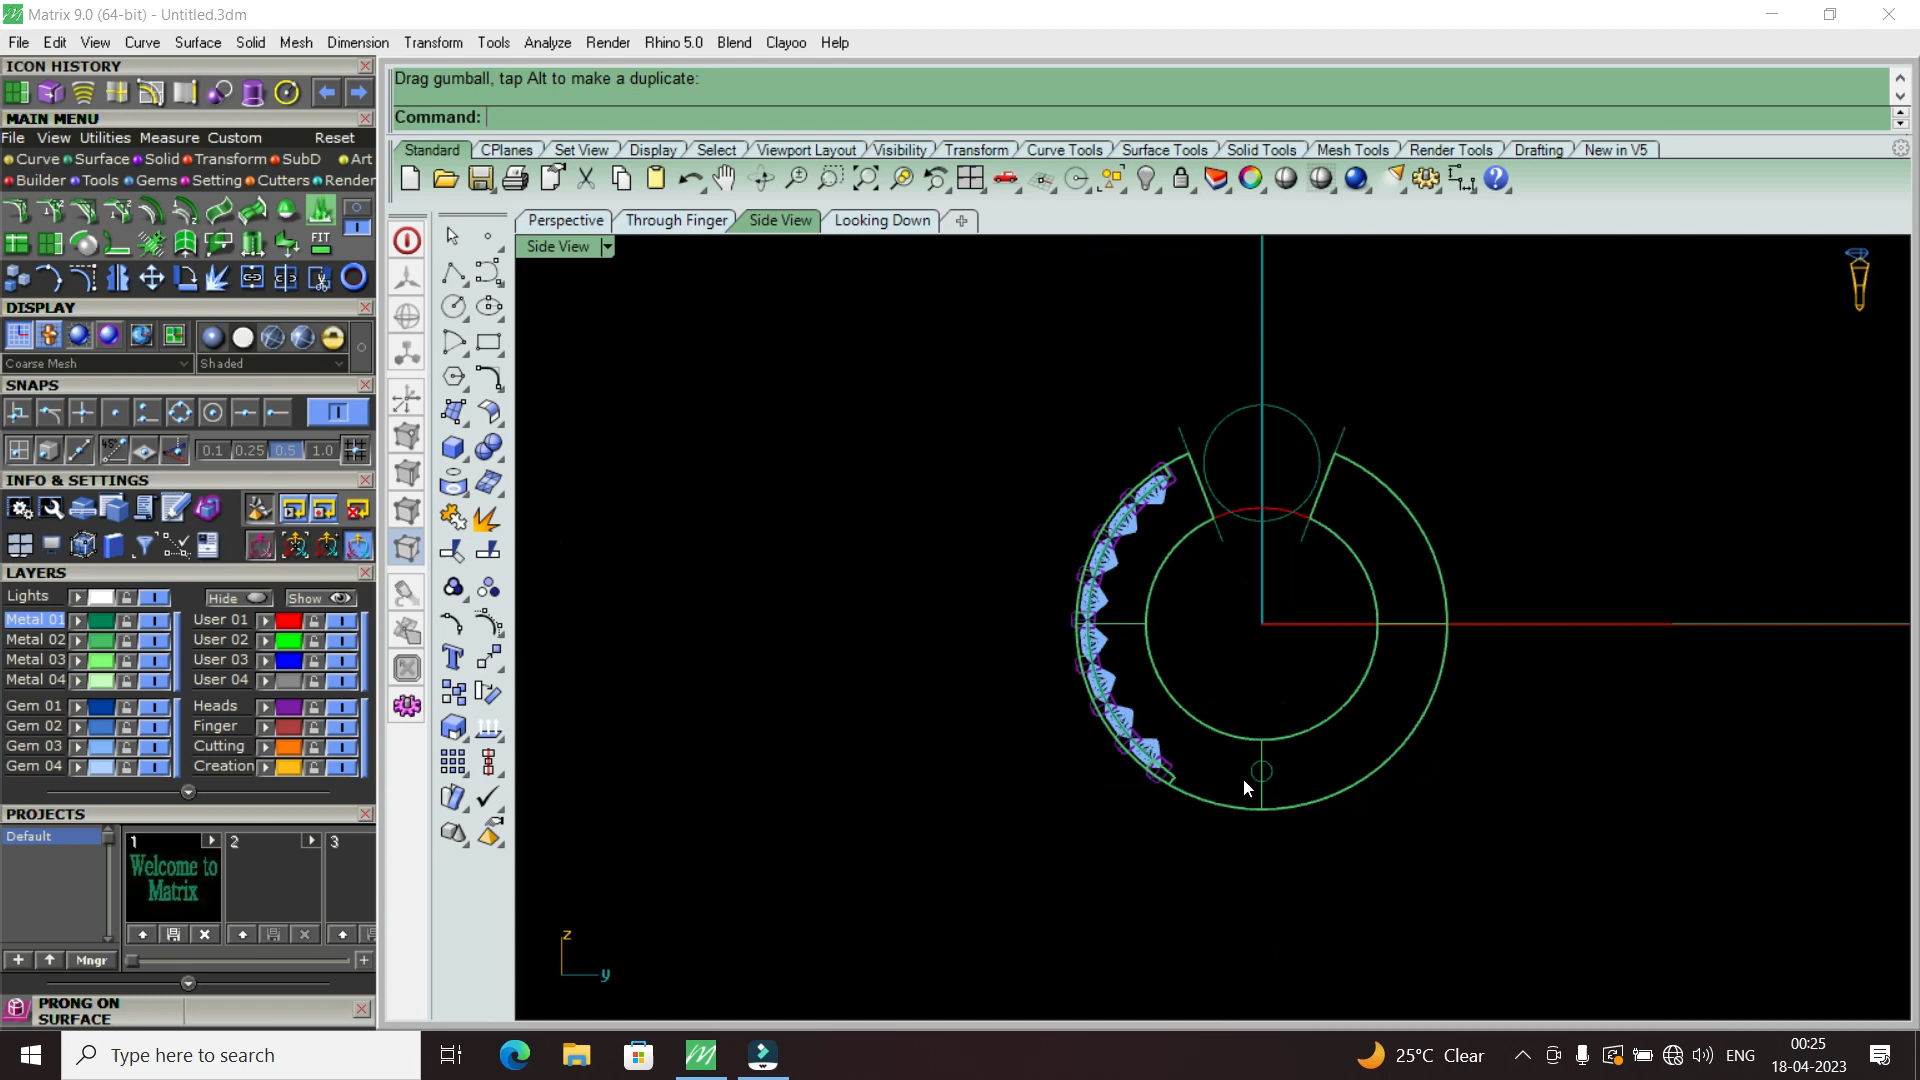 Matrix 9.0 (64-bit) - Untitled.3dm
File Edit View Curve Surface Solid Mesh Dimension Transform Tools Analyze Render Rhino 5.0 Blend Clayoo Help
ICON HISTORY
Drag gumball, tap Alt to make a duplicate:
Command:
MAIN MENU
File View Utilities Measure Custom Reset
Curve Surface Solid Transform SubD Art
Builder Tools Gems Setting Cutters Render
Standard CPlanes Set View Display Select Viewport Layout Visibility Transform Curve Tools Surface Tools Solid Tools Mesh Tools Render Tools Drafting New in V5
Perspective Through Finger Side View Looking Down
Side View
FIT
DISPLAY
Coarse Mesh Shaded
SNAPS
45°
0.1 0.25 0.5 1.0
INFO & SETTINGS
LAYERS
Lights Hide Show
Metal 01 User 01
Metal 02 User 02
Metal 03 User 03
Metal 04 User 04
Gem 01 Heads
Gem 02 Finger
Gem 03 Cutting
Gem 04 Creation
PROJECTS
Default
1 2 3
Welcome to
Matrix
Mngr
PRONG ON
SURFACE
z
y
Type here to search
25°C Clear
ENG
00:25
18-04-2023